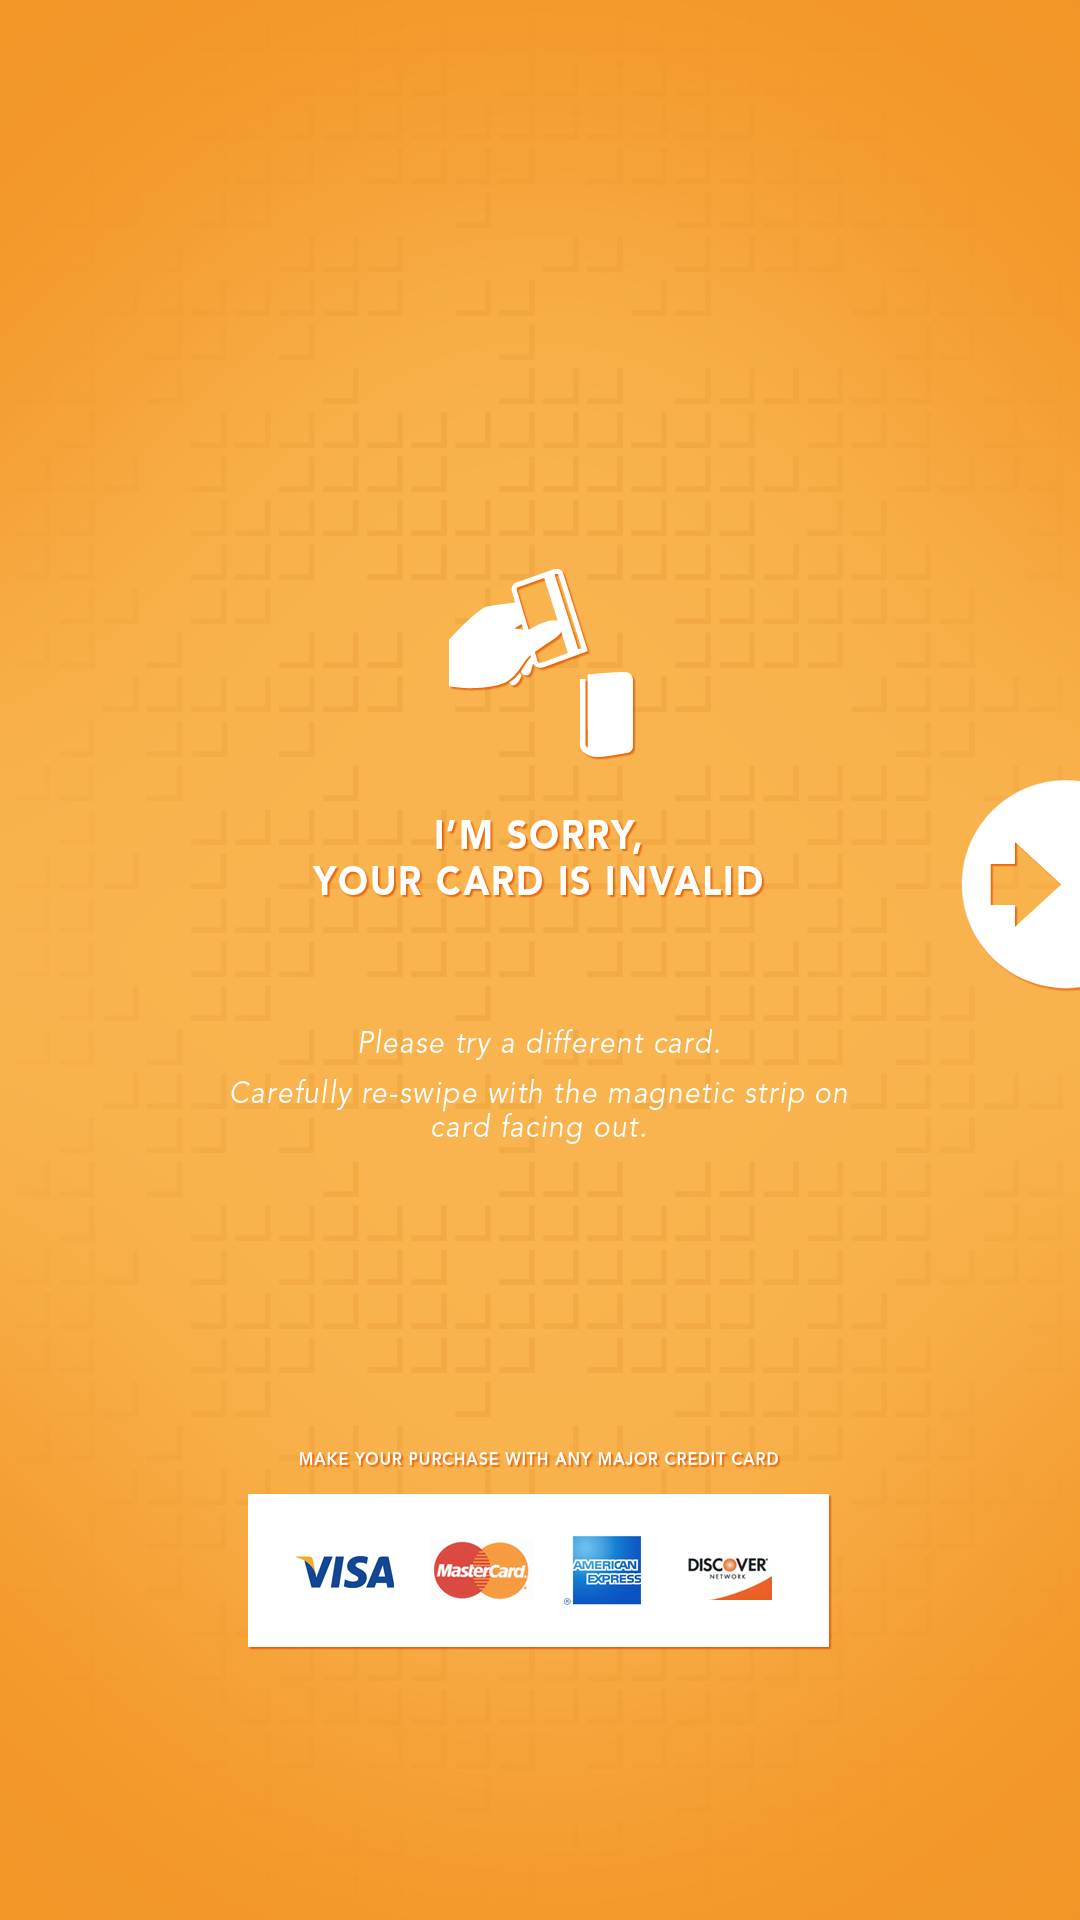 I’M SORRY,
YOUR CARD IS INVALID
Please try a different card.
Carefully re-swipe with the magnetic strip on
card facing out.
MAKE YOUR PURCHASE WITH ANY MAJOR CREDIT CARD
VISA
MasterCard.
AMERICAN
EXPRESS
®
DISCOVER
NETWORK